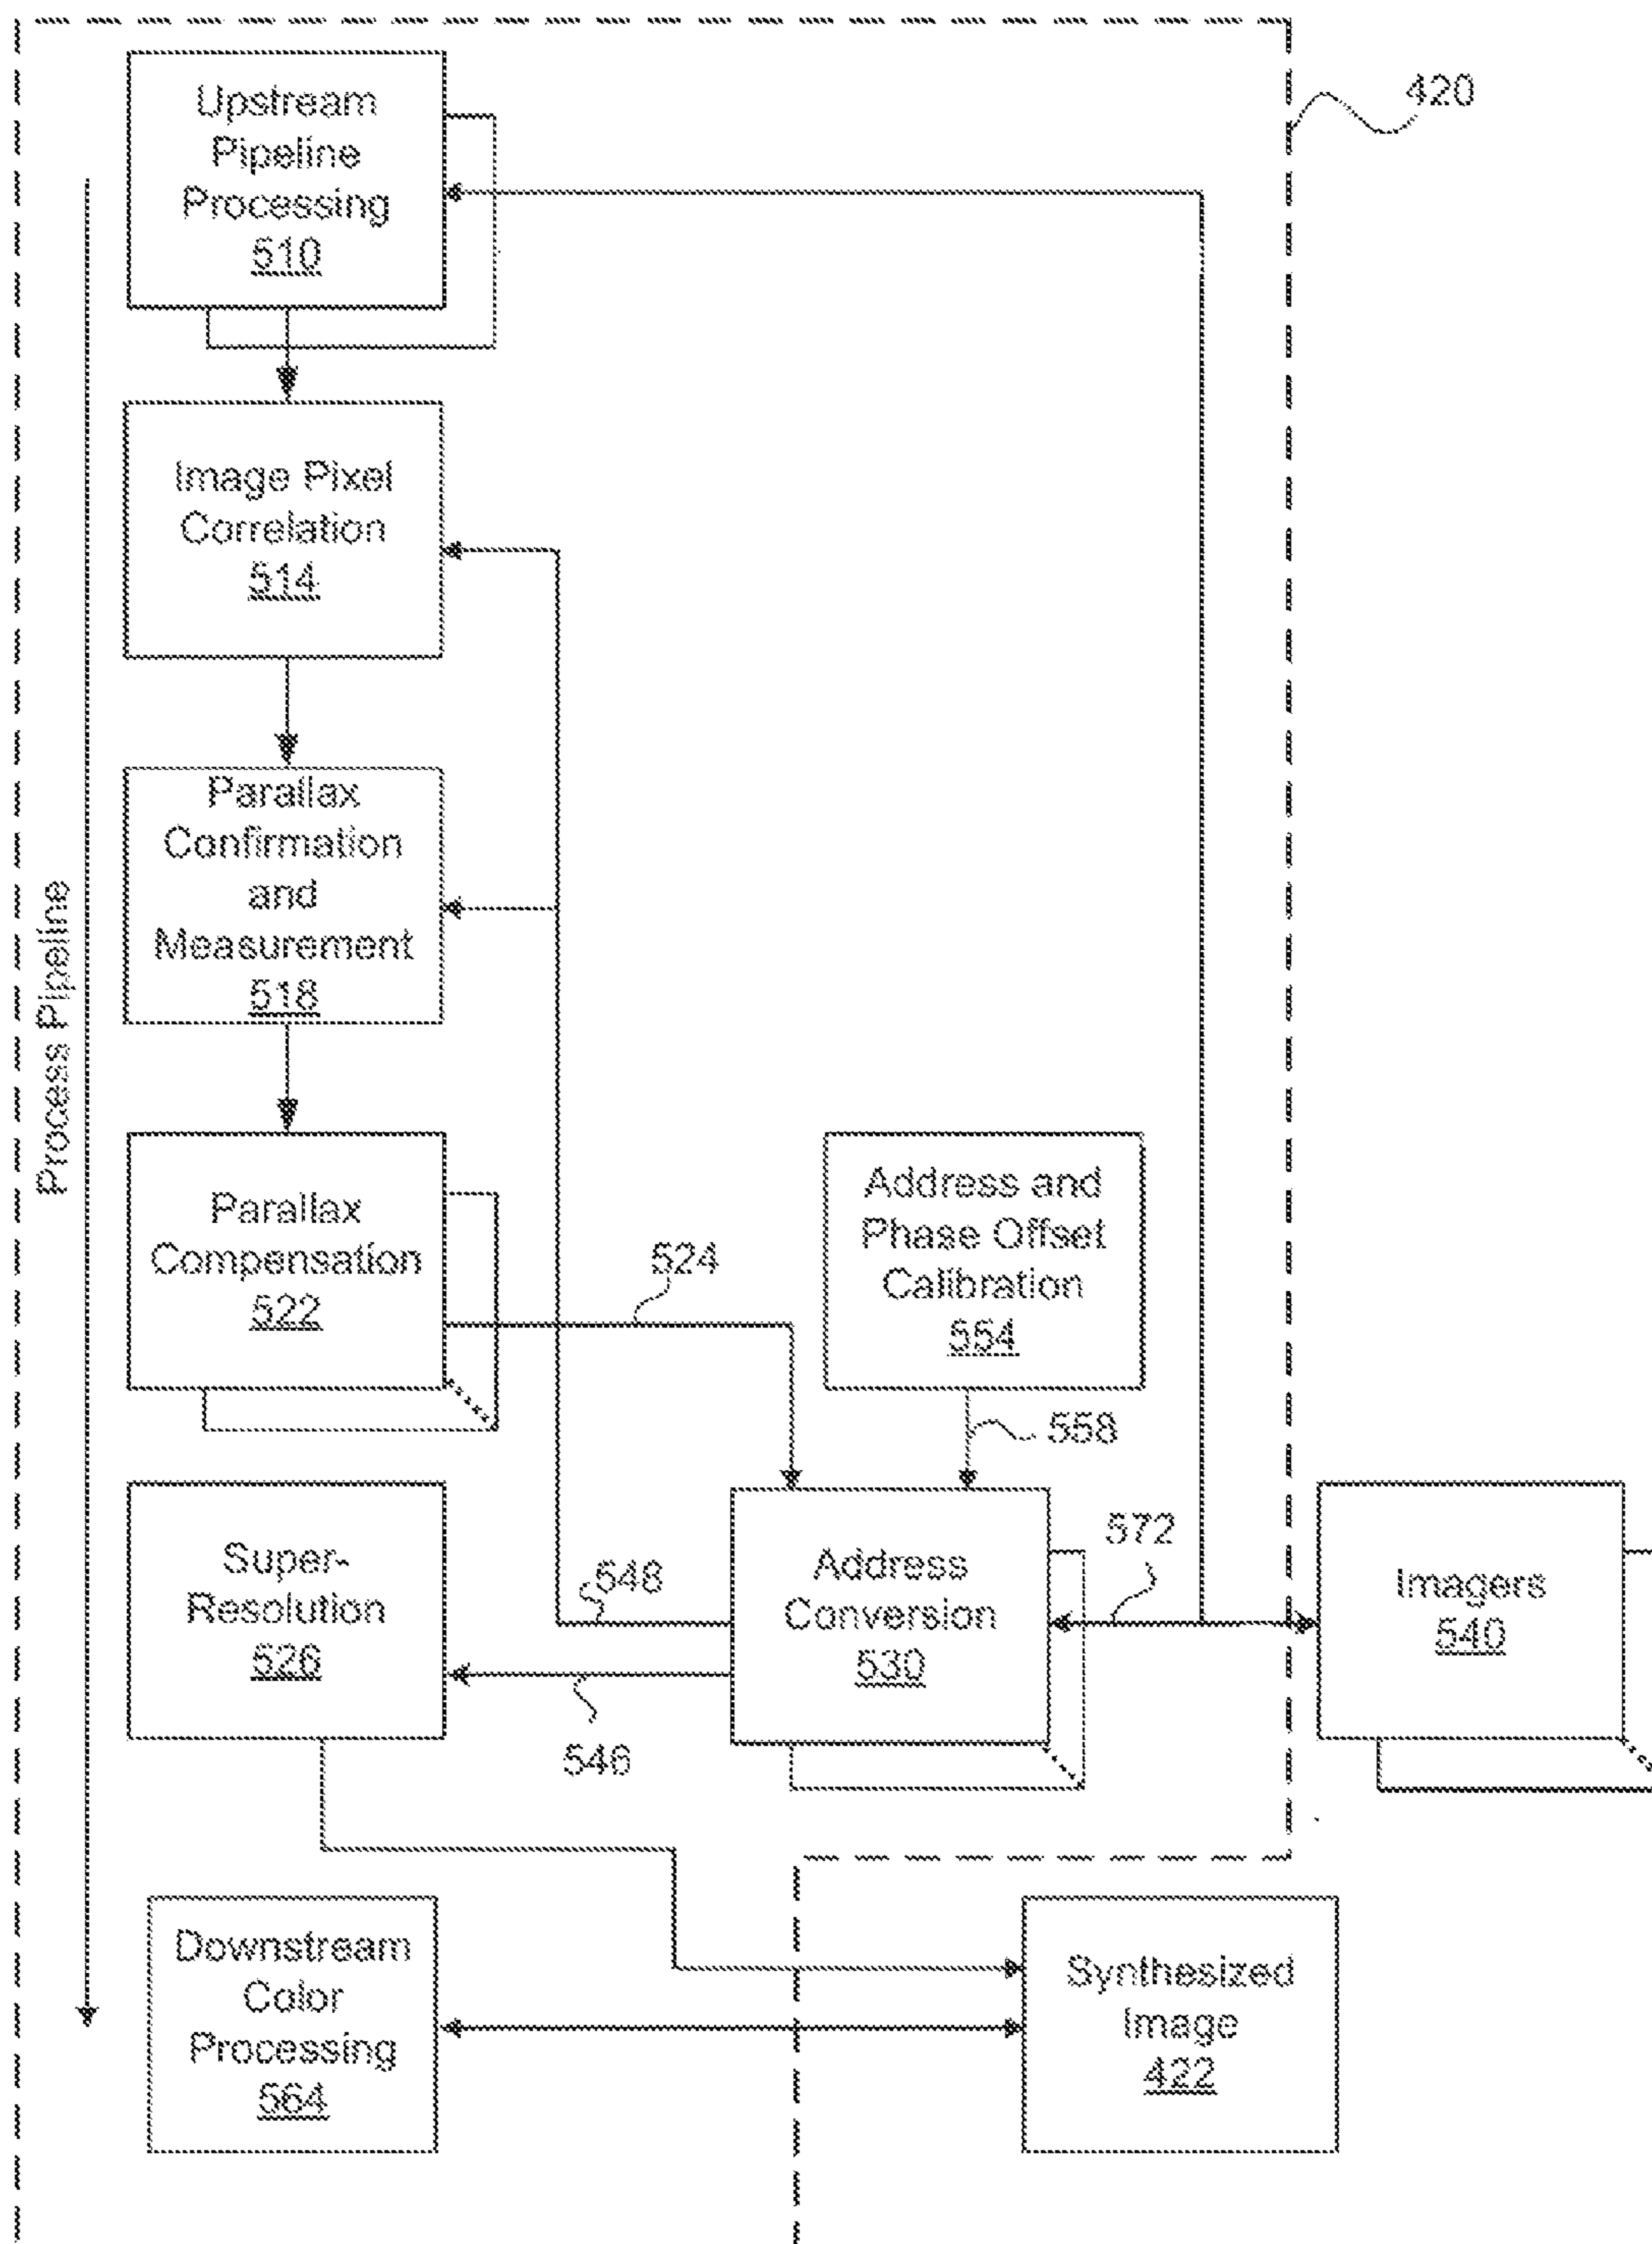 420
Upstream
Pipeline
Processing
510
Image Pixel
Correlation
514
Parallax
Confirmation
and
Measurement
518
Process Pipeline
Parallax
Compensation
522
524
Address and
Phase Offset
Calibration
554
558
Super-
Resolution
526
548
546
Address
Conversion
530
572
Imagers
540
Downstream
Color
Processing
564
Synthesized
Image
422